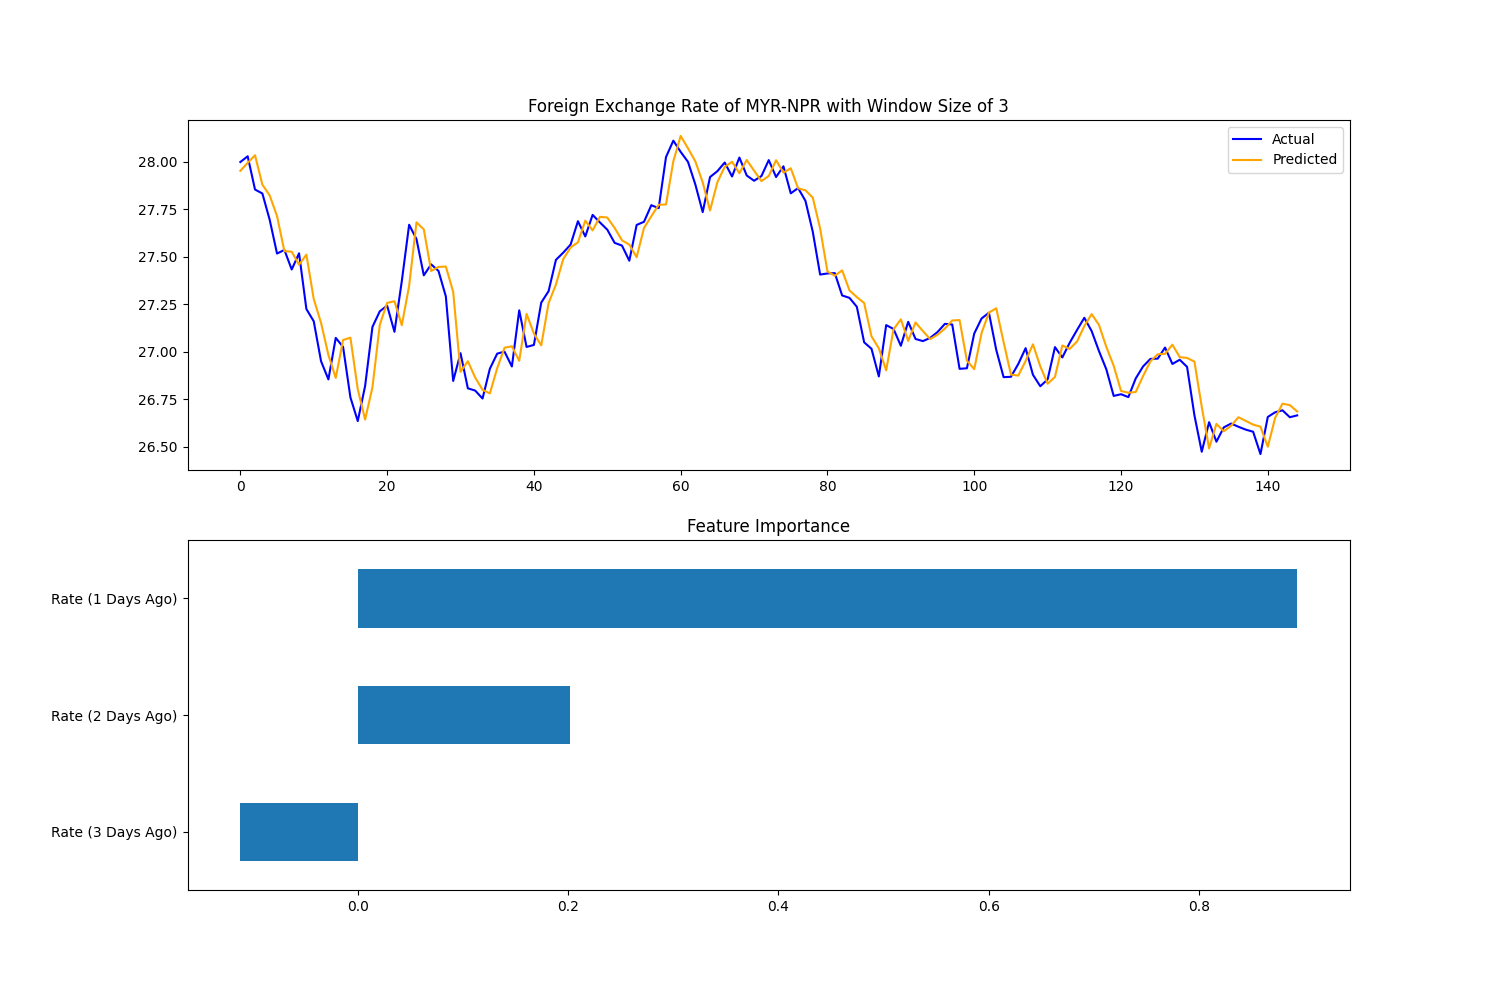 Foreign Exchange Rate of MYR-NPR with Window Size of 3
Actual
Predicted
28.00
27.75
27.50
27.25
27.00
26.75
26.50
0 20 40 60 80 100 120 140
Feature Importance
Rate (1 Days Ago)
Rate (2 Days Ago)
Rate (3 Days Ago)
0.0 0.2 0.4 0.6 0.8